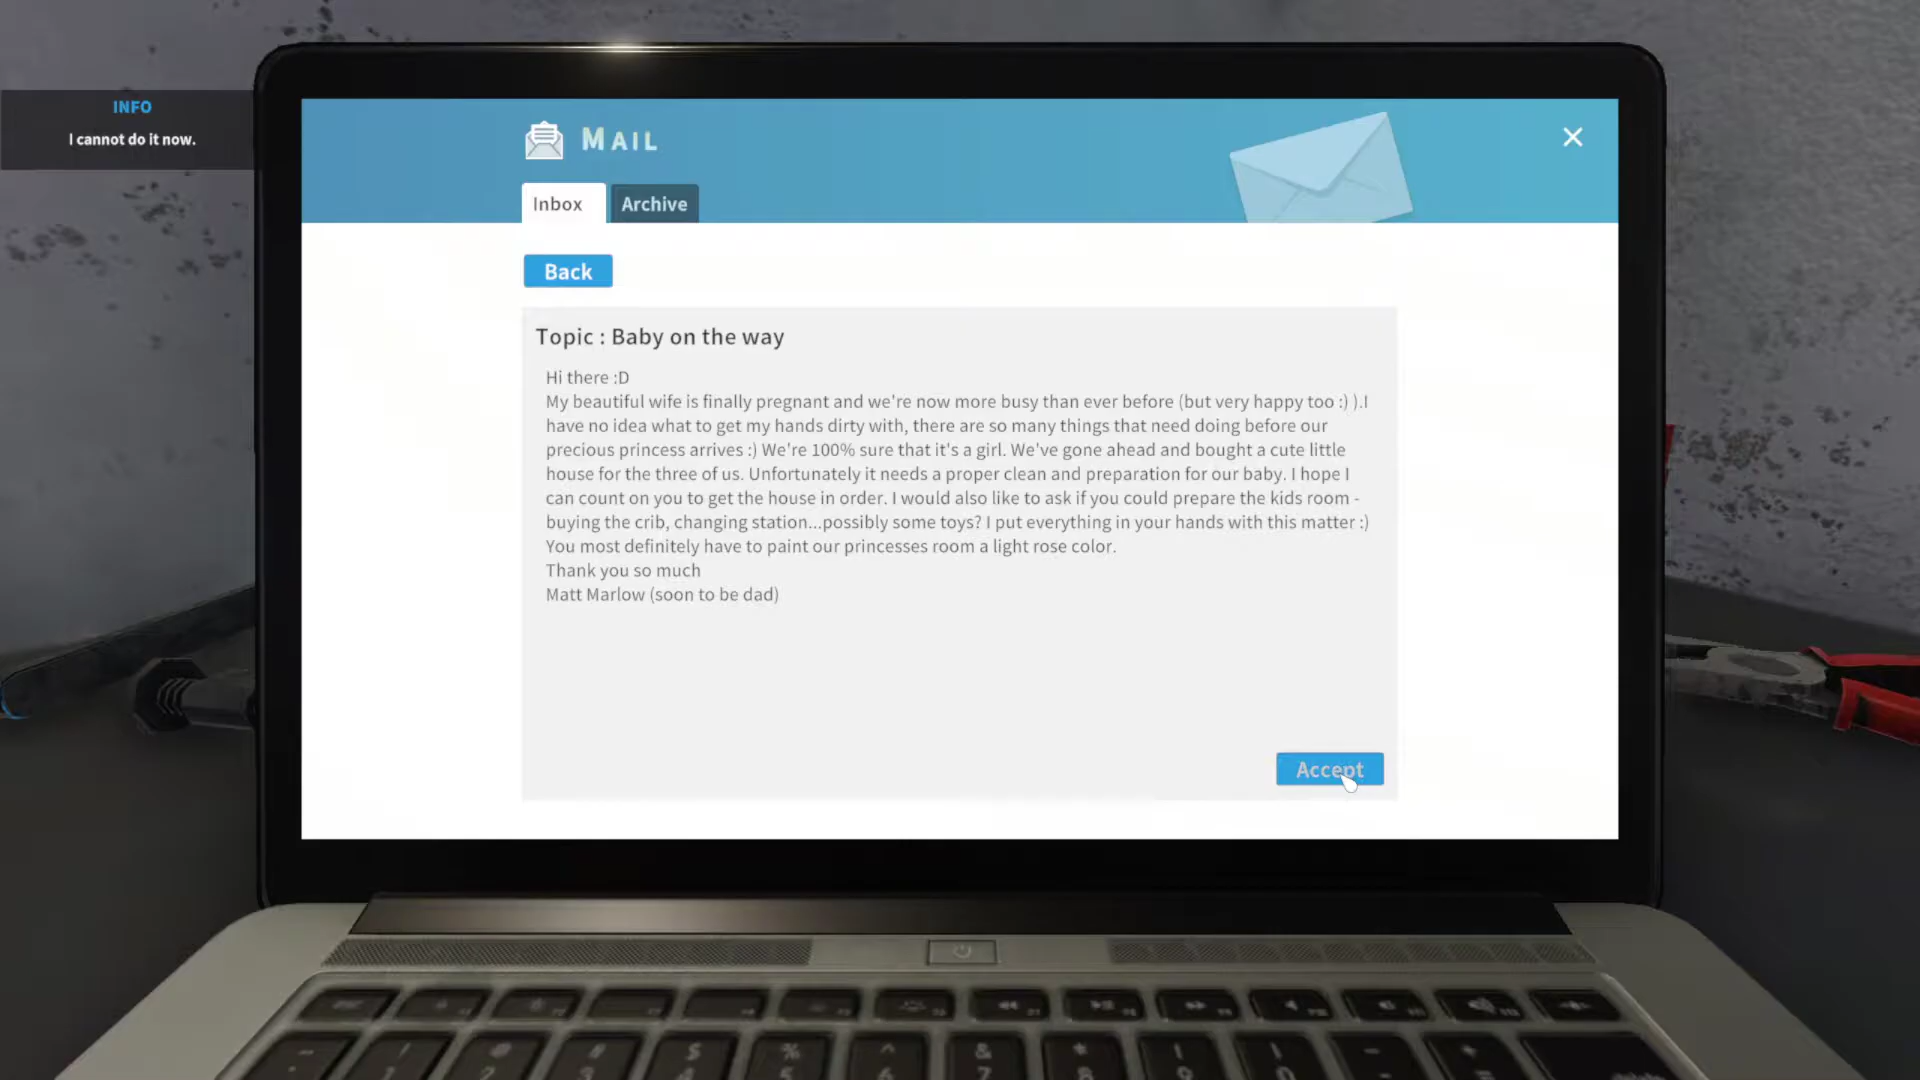 INFO
I cannot do it now.
MAIL
Inbox
Archive
Back
Topic : Baby on the way
Hi there :D
My beautiful wife is finally pregnant and we're now more busy than ever before (but very happy too :) ).I
have no idea what to get my hands dirty with, there are so many things that need doing before our
precious princess arrives :) We're 100% sure that it's a girl. We've gone ahead and bought a cute little
house for the three of us. Unfortunately it needs a proper clean and preparation for our baby. I hope I
can count on you to get the house in order. I would also like to ask if you could prepare the kids room -
buying the crib, changing station...possibly some toys? I put everything in your hands with this matter :)
You most definitely have to paint our princesses room a light rose color.
Thank you so much
Matt Marlow (soon to be dad)
Accept